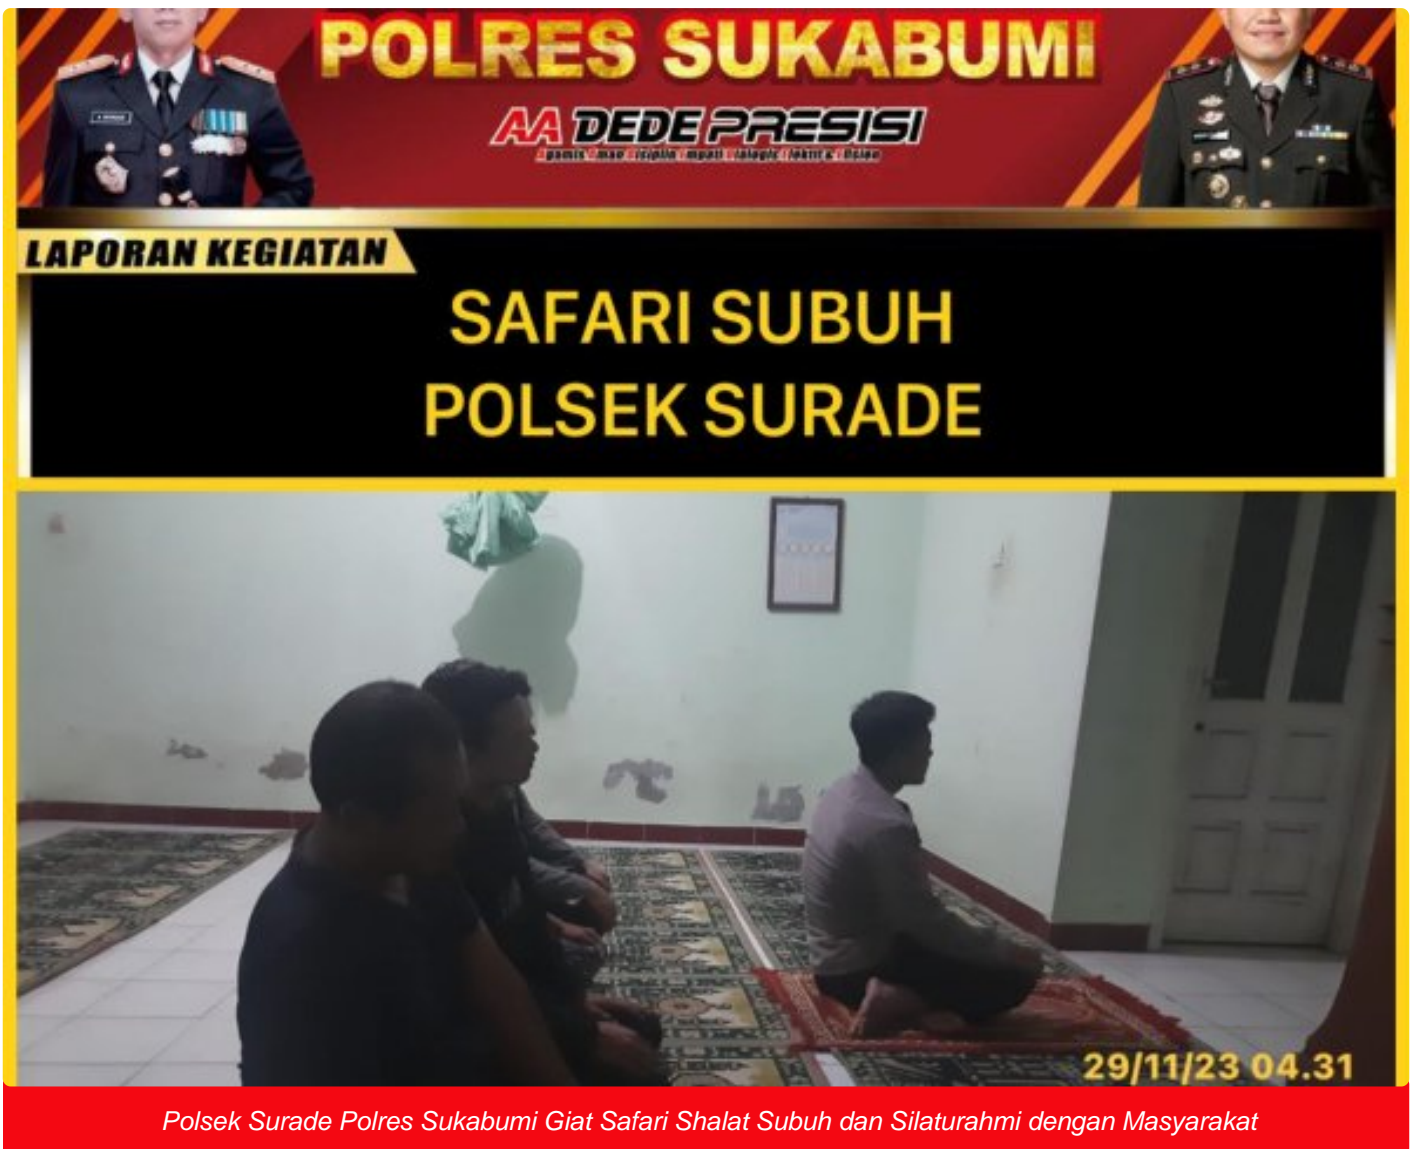 POLRES SUKABUMI
AA DEDE PRESISI
LAPORAN KEGIATAN
SAFARI SUBUH
POLSEK SURADE
29/11/23 04.31
Polsek Surade Polres Sukabumi Giat Safari Shalat Subuh dan Silaturahmi dengan Masyarakat